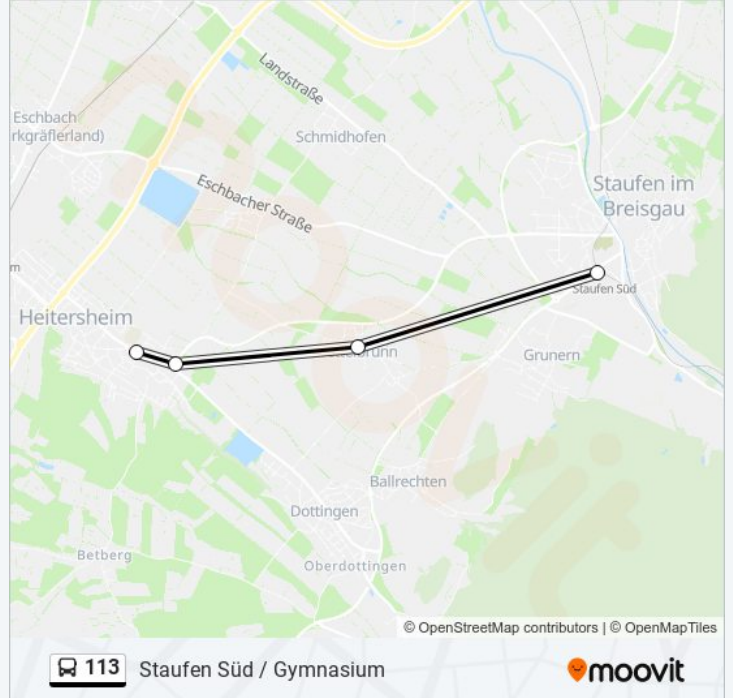 Landstraße
Eschbach
rkgräflerland)
Schmidhofen
Eschbacher Straße
Staufen im
Breisgau
m
Staufen Süd
Heitersheim
Grunern
Ballrechten
Dottingen
Betberg
Oberdottingen
© OpenStreetMap contributors | © OpenMapTiles
113 Staufen Süd / Gymnasium moovit